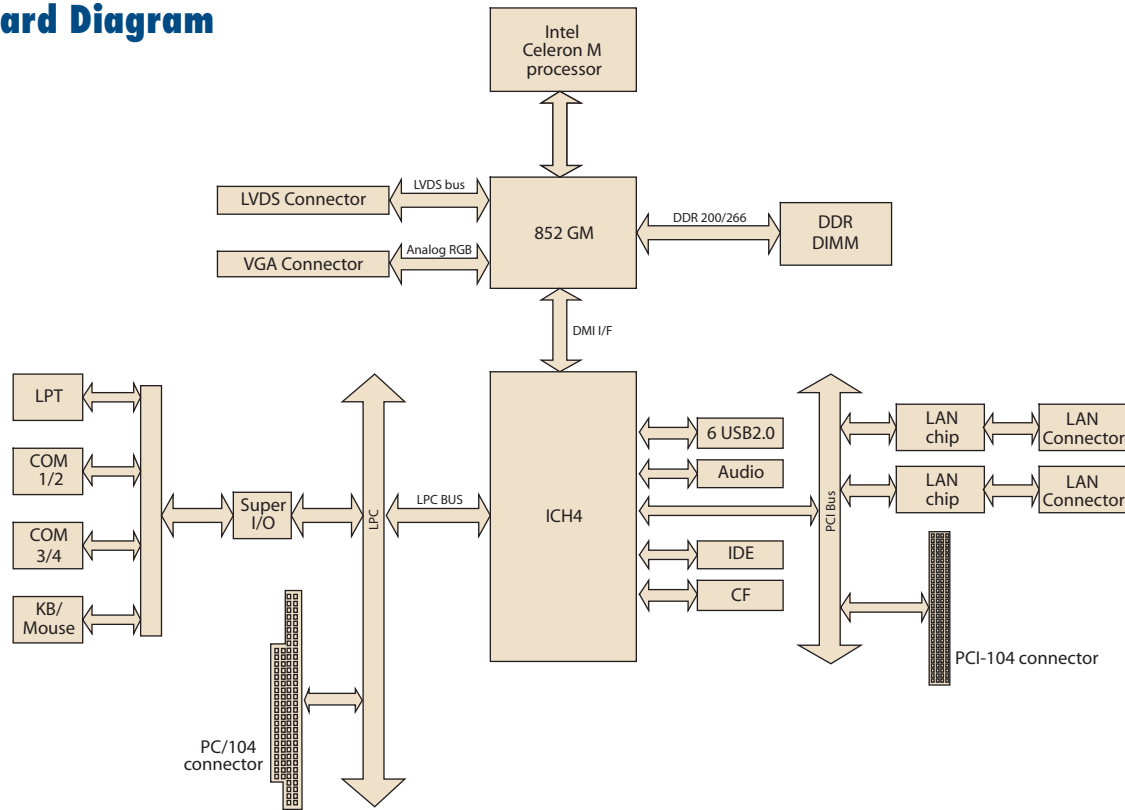 ard Diagram
Intel
Celeron M
processor
LVDS Connector
LVDS bus
852 GM
DDR 200/266
DDR
DIMM
VGA Connector
Analog RGB
DMI I/F
LPT
COM
1/2
COM
3/4
KB/
Mouse
Super
I/O
LPC
LPC BUS
ICH4
6 USB2.0
Audio
IDE
CF
PCI Bus
LAN
chip
LAN
Connector
LAN
chip
LAN
Connector
PCI-104 connector
PC/104
connector